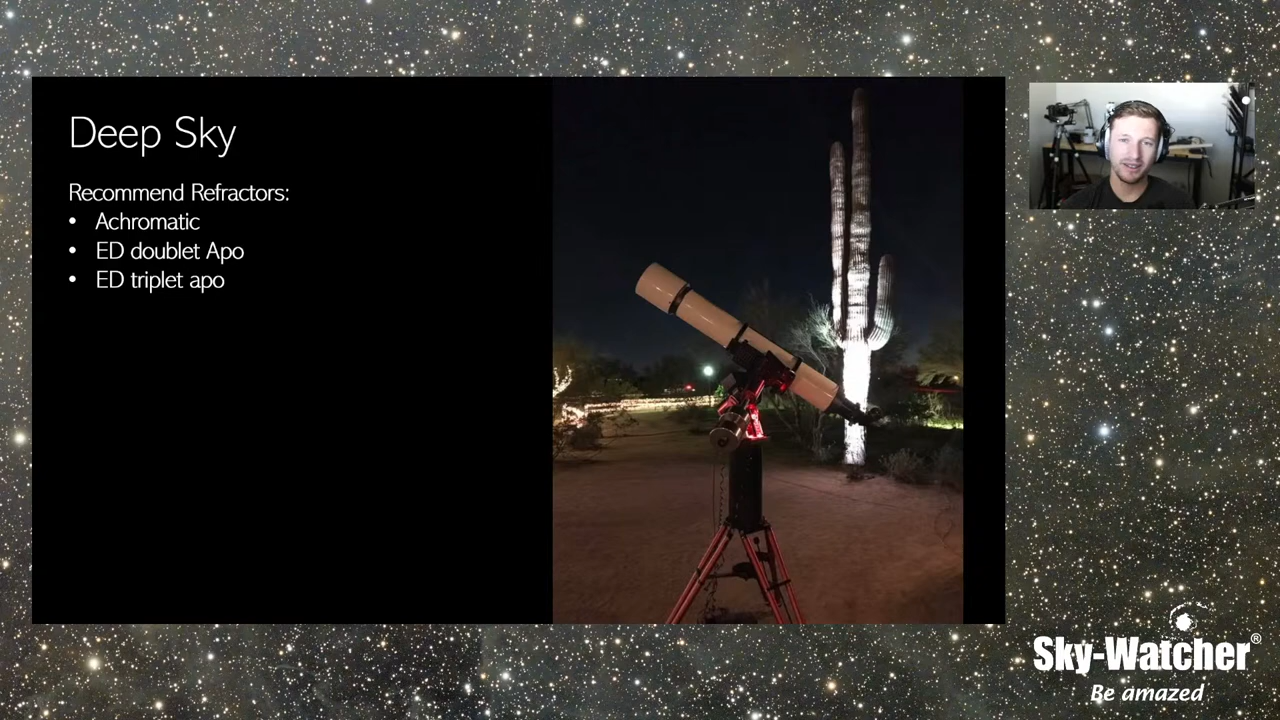 Deep Sky
Recommend Refractors:
• Achromatic
• ED doublet Apo
• ED triplet apo
Sky-Watcher®
Be amazed